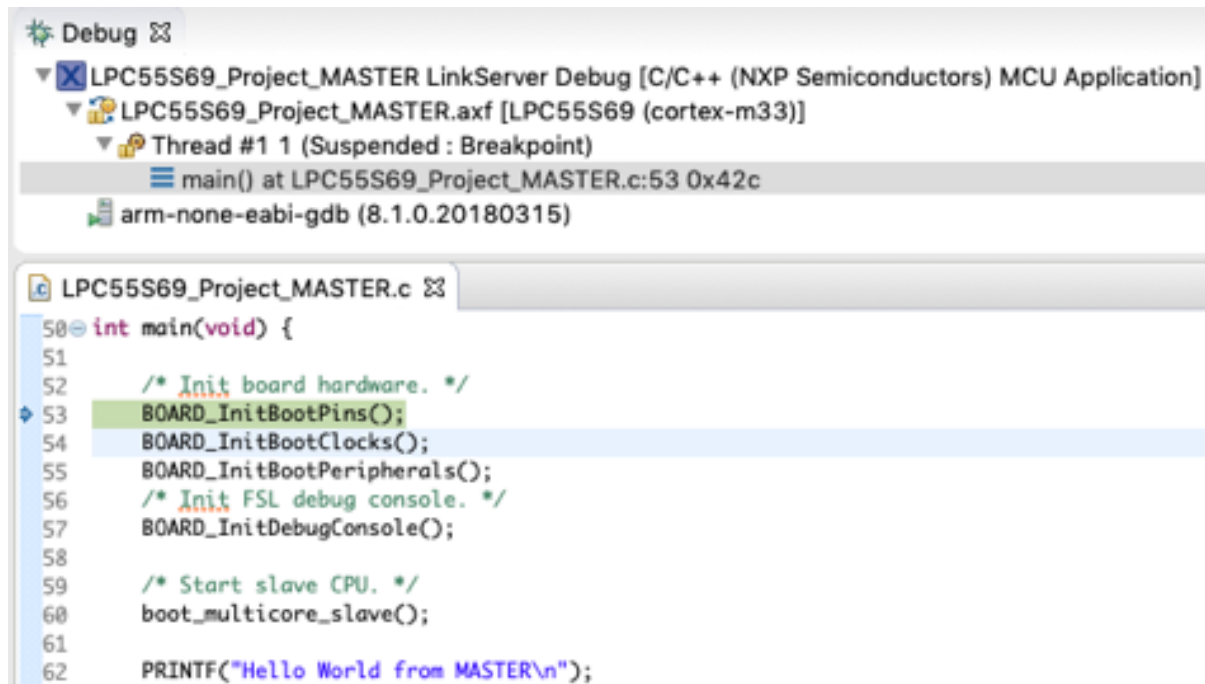 Debug
LPC55S69_Project_MASTER LinkServer Debug [C/C++ (NXP Semiconductors) MCU Application]
LPC55S69_Project_MASTER.axf [LPC55S69 (cortex-m33)]
Thread #1 1 (Suspended : Breakpoint)
main() at LPC55S69_Project_MASTER.c:53 0x42c
arm-none-eabi-gdb (8.1.0.20180315)
.c LPC55S69_Project_MASTER.c
50 int main(void) {
51
52 /* Init board hardware. */
53 BOARD_InitBootPins();
54 BOARD_InitBootClocks();
55 BOARD_InitBootPeripherals();
56 /* Init FSL debug console. */
57 BOARD_InitDebugConsole();
58
59 /* Start slave CPU. */
60 boot_multicore_slave();
61
62 PRINTF("Hello World from MASTER\n");